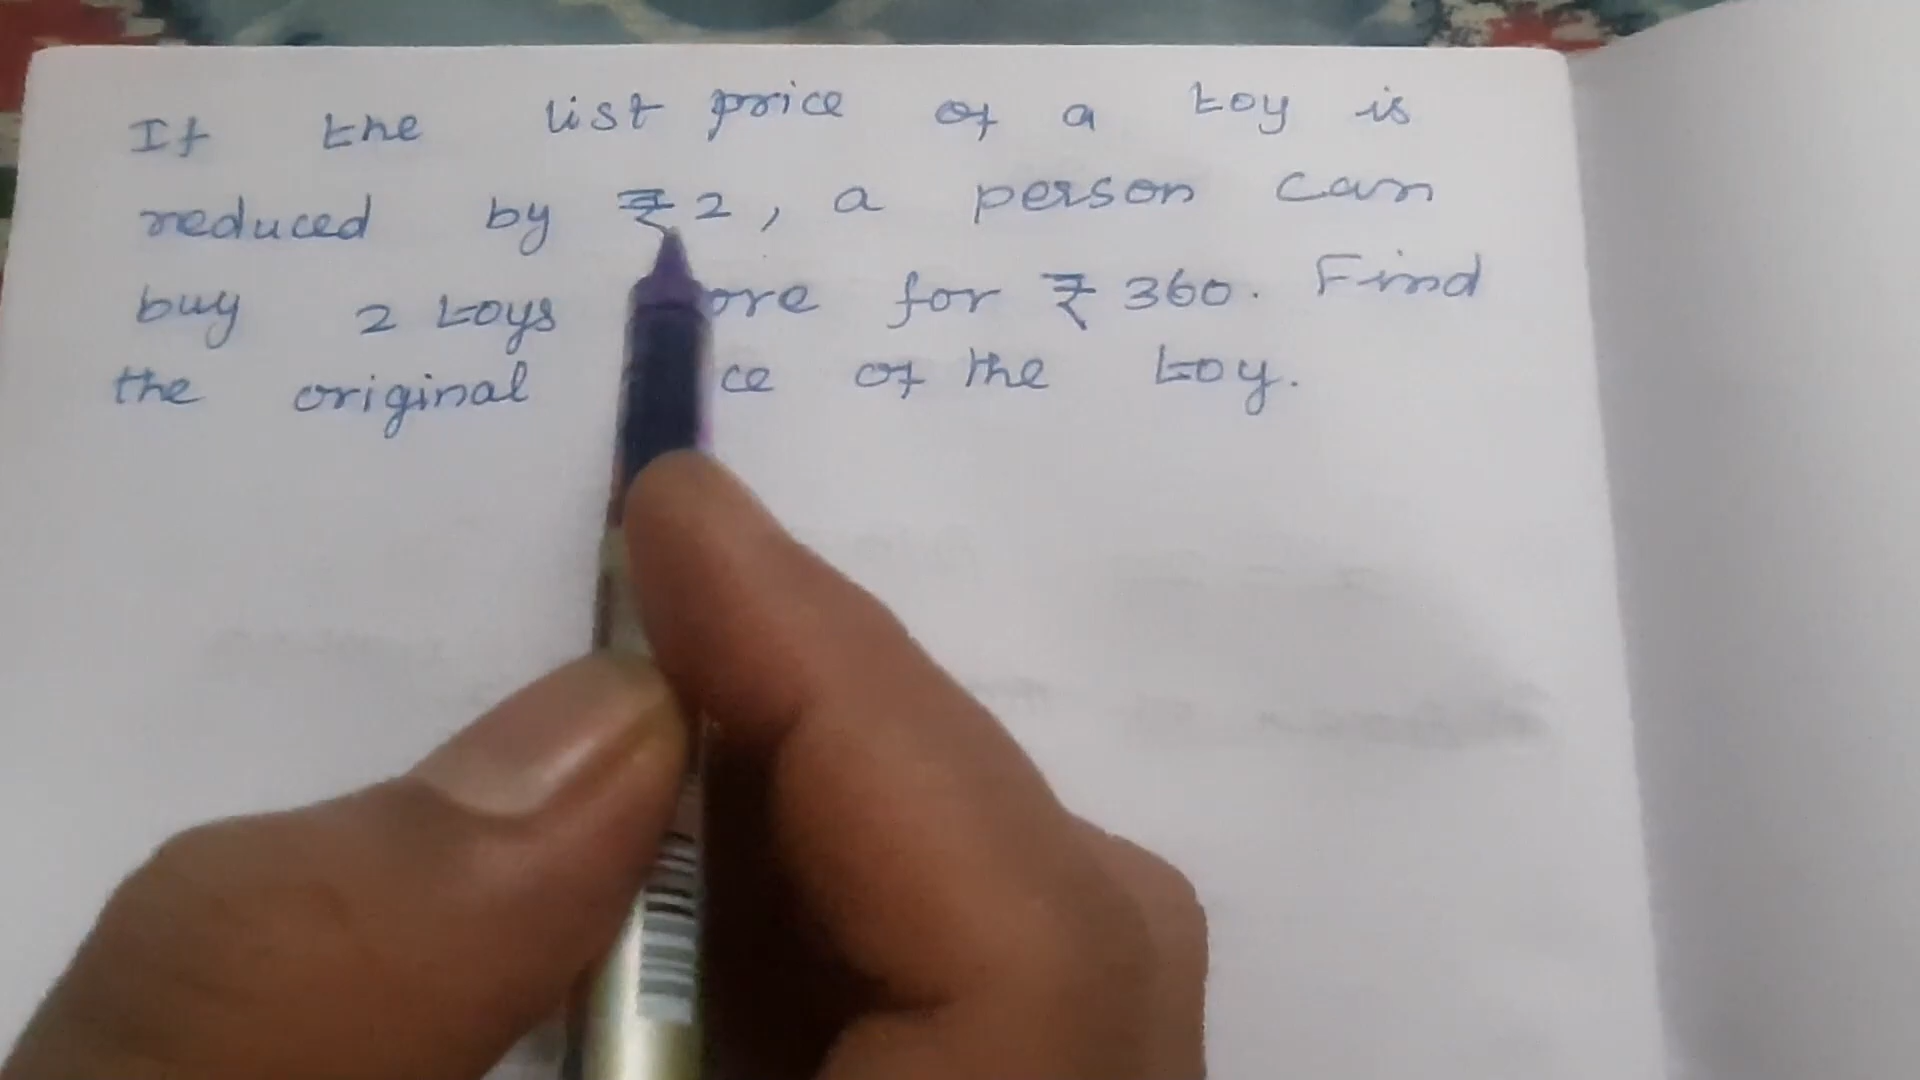 If the list price of a toy is
reduced by ₹2, a person can
buy 2 toys ore for ₹ 360. Find
the original ce of the toy.